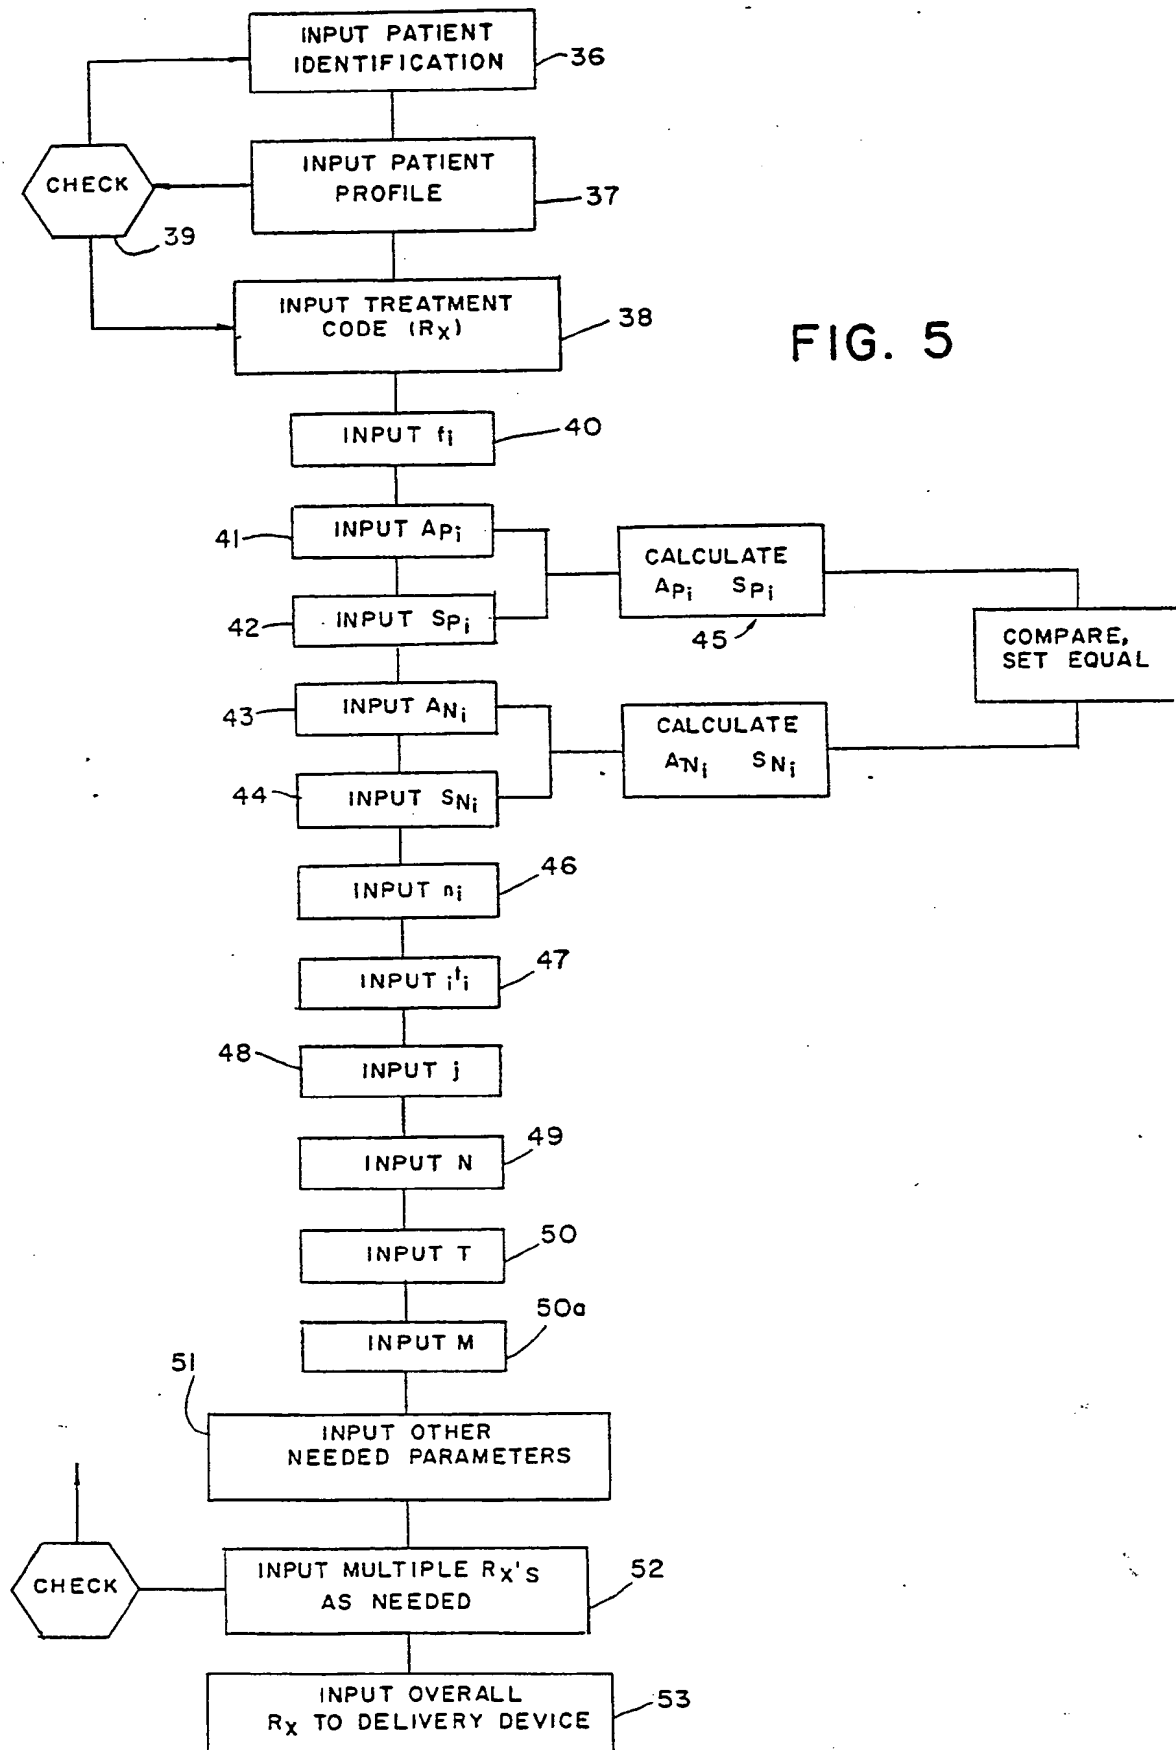 INPUT PATIENT
IDENTIFICATION
36
INPUT PATIENT
PROFILE
37
CHECK
39
INPUT TREATMENT
CODE (Rx)
38
FIG. 5
INPUT fi
40
41
INPUT APi
42
INPUT SPi
CALCULATE
APi SPi
45
COMPARE,
SET EQUAL
43
INPUT ANi
44
INPUT SNi
CALCULATE
ANi SNi
INPUT ni
46
INPUT iti
47
48
INPUT j
INPUT N
49
INPUT T
50
INPUT M
50a
51
INPUT OTHER
NEEDED PARAMETERS
CHECK
INPUT MULTIPLE Rx'S
AS NEEDED
52
INPUT OVERALL
Rx TO DELIVERY DEVICE
53